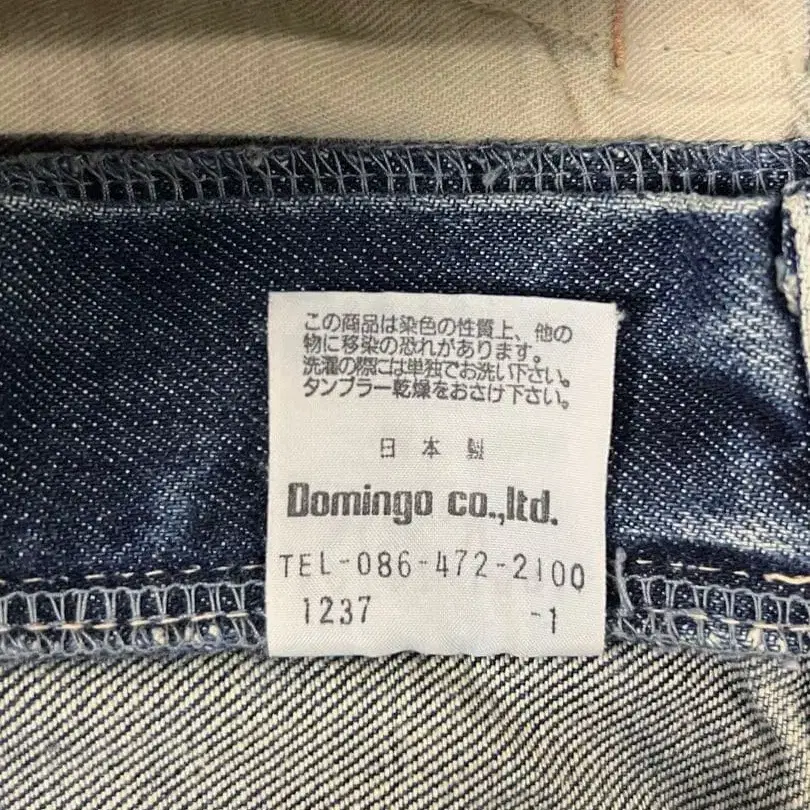 この商品は染色の性質上、他の
物に移染の恐れがあります。
洗濯の際には単独でお洗い下さい。
タンブラー乾燥をおさけ下さい。
日本製
Domingo co.,ltd.
TEL-086-472-2100
1237 -1